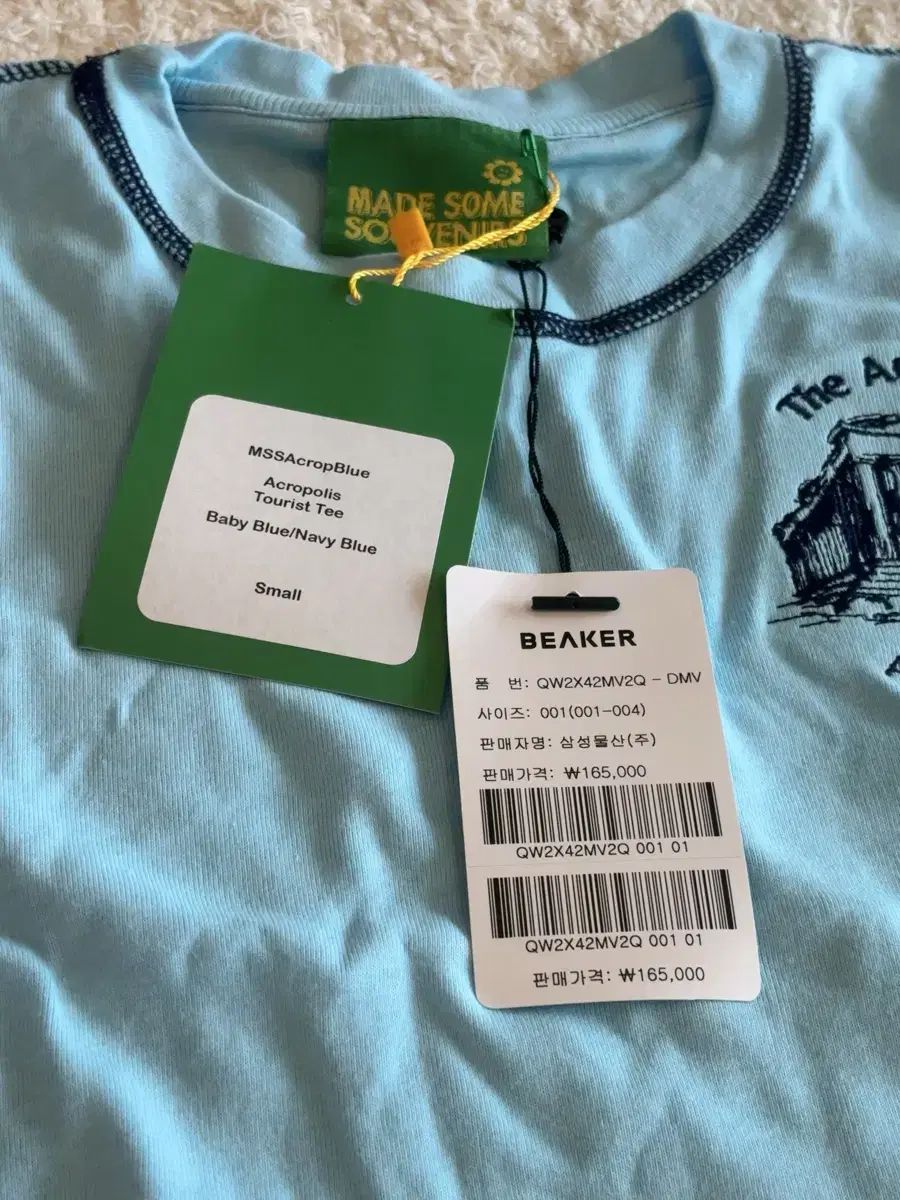 MADE SOME
MSSAcropBlue
Acropolis
Tourist Tee
Baby Blue/Navy Blue
Small
The
BEAKER
품 번: QW2X42MV2Q - DMV
사이즈: 001(001-004)
판매자명: 삼성물산(주)
판매가격: ₩165,000
QW2X42MV2Q 001 01
QW2X42MV2Q 001 01
판매가격: ₩165,000